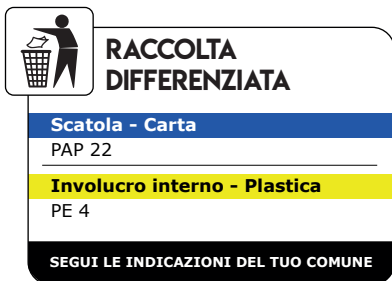 RACCOLTA
DIFFERENZIATA
Scatola - Carta
PAP 22
Involucro interno - Plastica
PE 4
SEGUI LE INDICAZIONI DEL TUO COMUNE